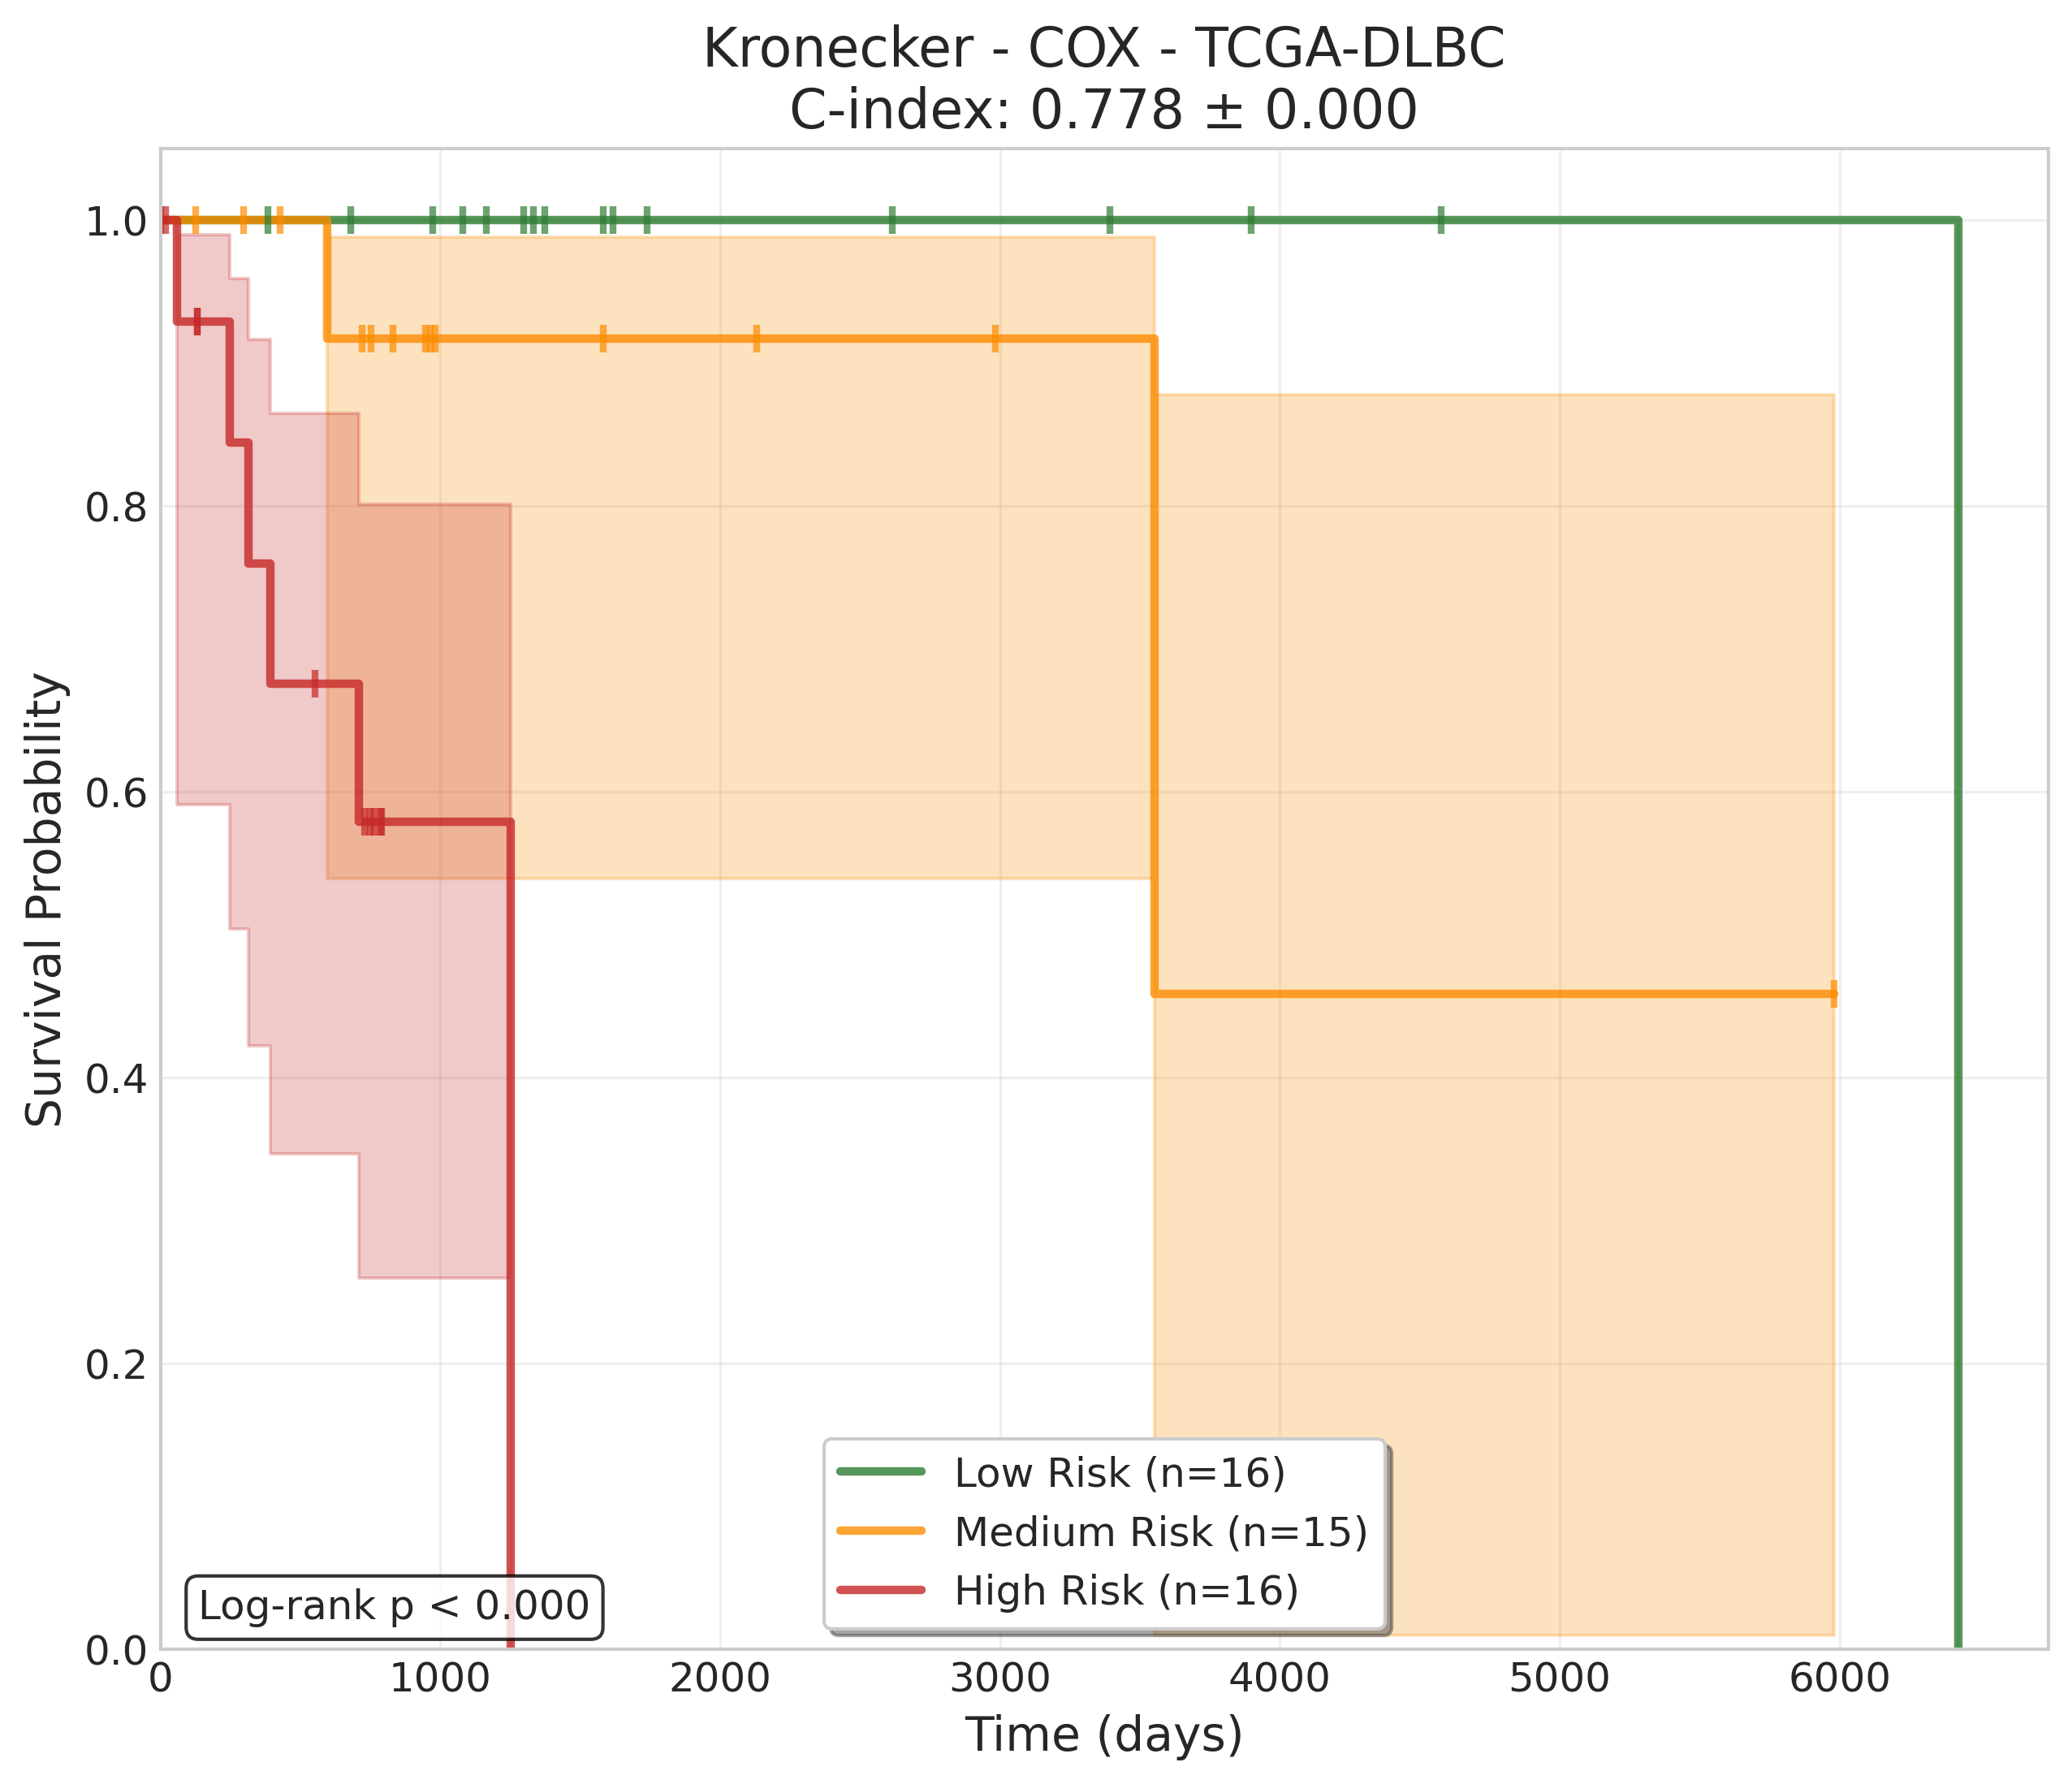 Kronecker - COX - TCGA-DLBC
C-index: 0.778 ± 0.000
Survival Probability
1.0
0.8
0.6
0.4
0.2
0.0
Low Risk (n=16)
Medium Risk (n=15)
High Risk (n=16)
Log-rank p < 0.000
0 1000 2000 3000 4000 5000 6000
Time (days)